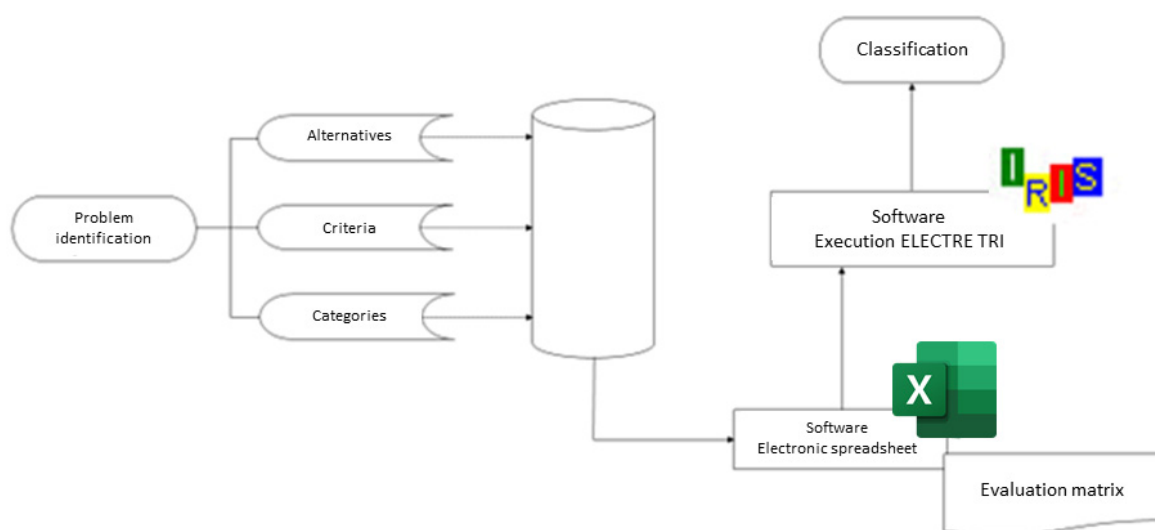 Classification
Alternatives
Problem
identification
Criteria
Categories
IRIS
Software
Execution ELECTRE TRI
X
Software
Electronic spreadsheet
Evaluation matrix